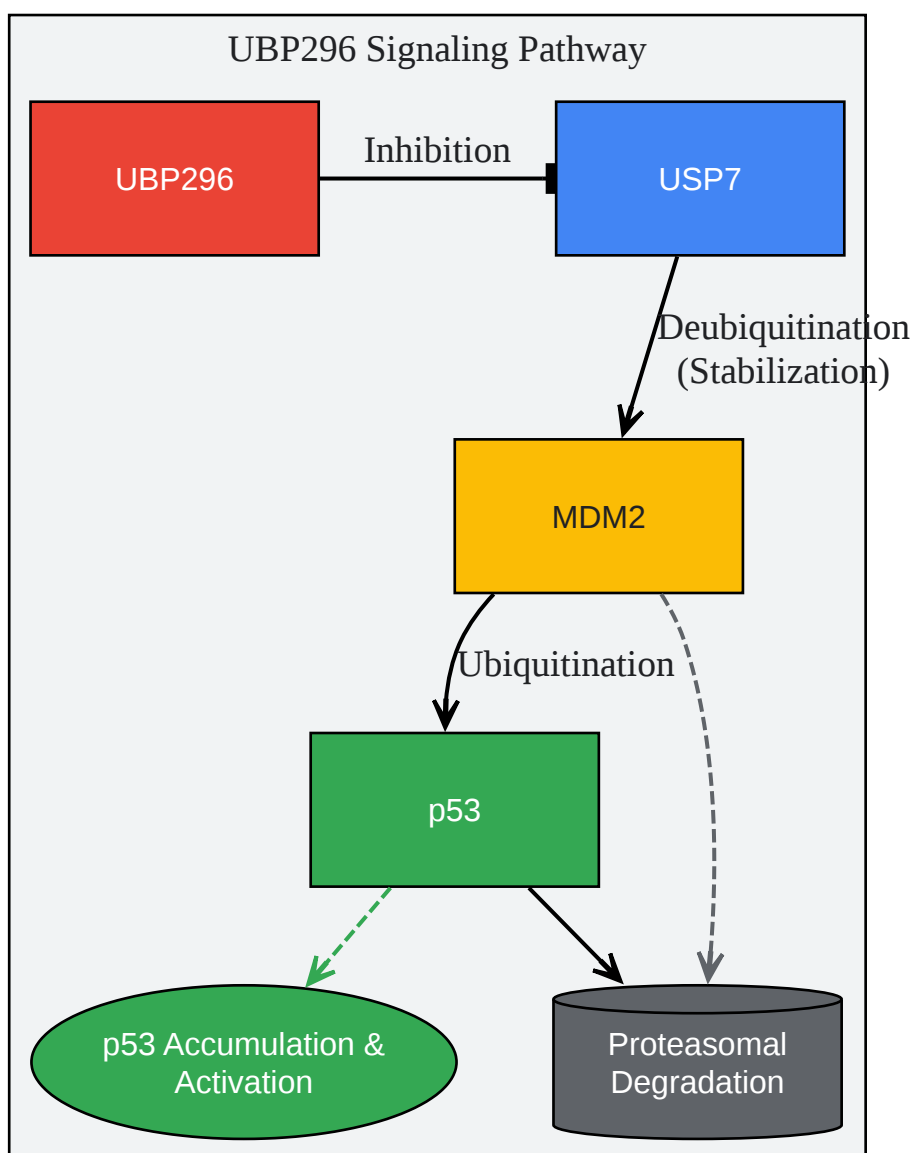 UBP296 Signaling Pathway
UBP296
Inhibition
USP7
Deubiquitination
(Stabilization)
MDM2
Ubiquitination
p53
p53 Accumulation &
Activation
Proteasomal
Degradation